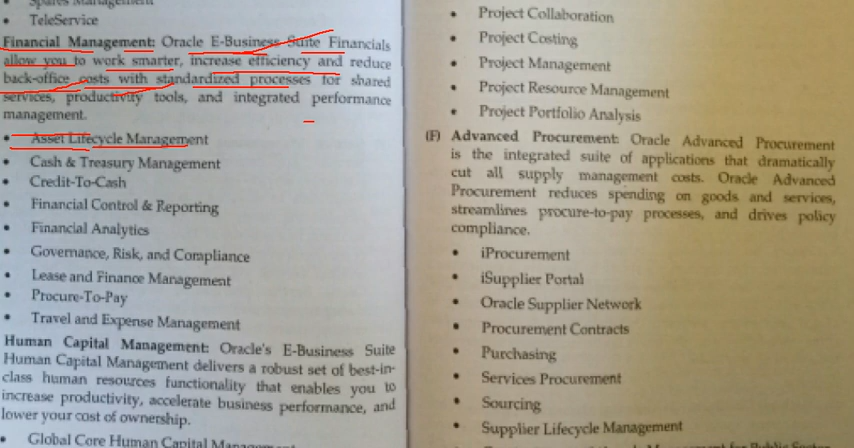 Spares Management
• TeleService
Financial Management: Oracle E-Business Suite Financials
allow you to work smarter, increase efficiency and reduce
back-office costs with standardized processes for shared
services, productivity tools, and integrated performance
management.
• Asset Lifecycle Management
• Cash & Treasury Management
• Credit-To-Cash
• Financial Control & Reporting
• Financial Analytics
• Governance, Risk, and Compliance
• Lease and Finance Management
• Procure-To-Pay
• Travel and Expense Management
Human Capital Management: Oracle's E-Business Suite
Human Capital Management delivers a robust set of best-in-
class human resources functionality that enables you to
increase productivity, accelerate business performance, and
lower your cost of ownership.
• Global Core Human Capital Management
• Project Collaboration
• Project Costing
• Project Management
• Project Resource Management
• Project Portfolio Analysis
(F) Advanced Procurement: Oracle Advanced Procurement
is the integrated suite of applications that dramatically
cut all supply management costs. Oracle Advanced
Procurement reduces spending on goods and services,
streamlines procure-to-pay processes, and drives policy
compliance.
• iProcurement
• iSupplier Portal
• Oracle Supplier Network
• Procurement Contracts
• Purchasing
• Services Procurement
• Sourcing
• Supplier Lifecycle Management